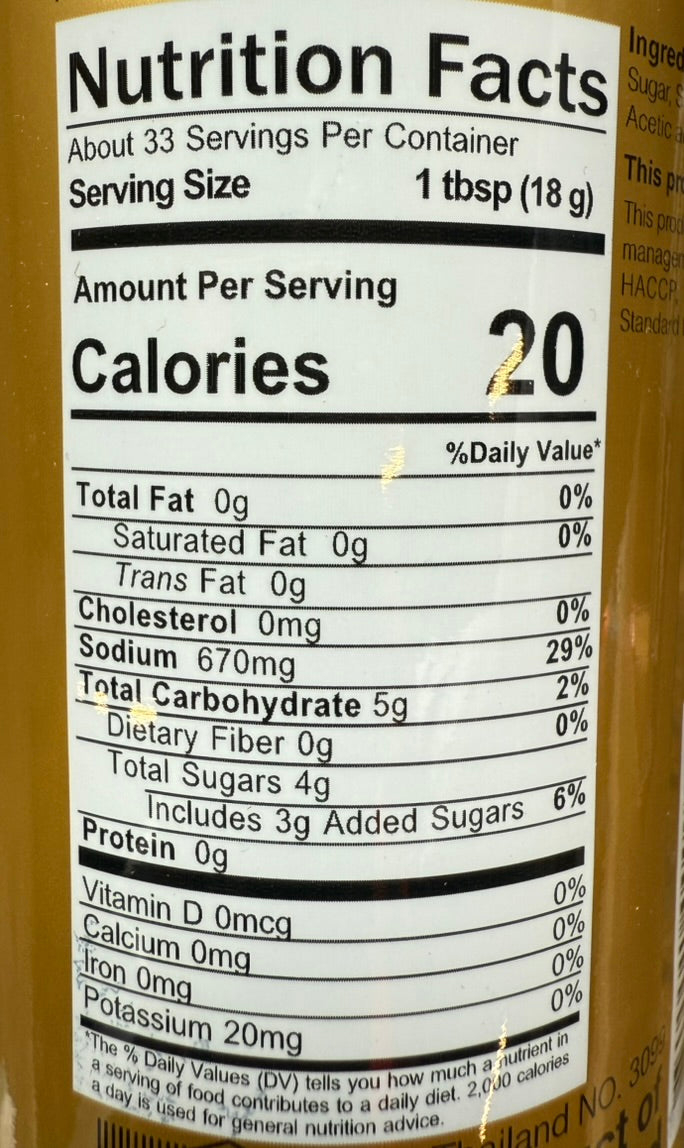 Nutrition Facts
About 33 Servings Per Container
Serving Size 1 tbsp (18 g)
Amount Per Serving
Calories 20
%Daily Value*
Total Fat 0g 0%
Saturated Fat 0g 0%
Trans Fat 0g
Cholesterol 0mg 0%
Sodium 670mg 29%
Total Carbohydrate 5g 2%
Dietary Fiber 0g 0%
Total Sugars 4g
Includes 3g Added Sugars 6%
Protein 0g
Vitamin D 0mcg 0%
Calcium 0mg 0%
Iron 0mg 0%
Potassium 20mg 0%
*The % Daily Values (DV) tells you how much a nutrient in
a serving of food contributes to a daily diet. 2,000 calories
a day is used for general nutrition advice.
Sugar,
Acetic
This
This
HACCP,
Standard
NO. 3099
of